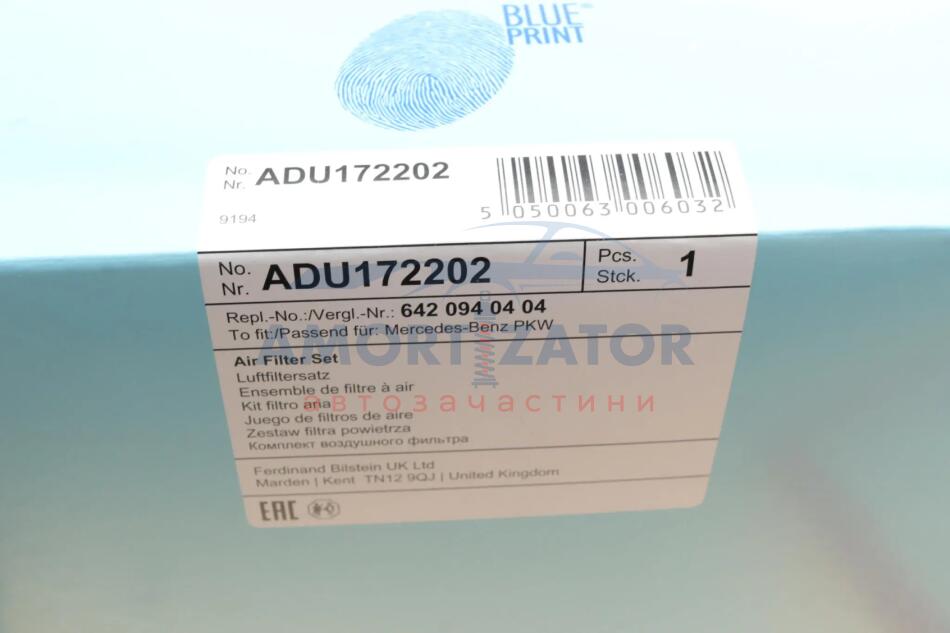 BLUE
PRINT
No.
Nr. ADU172202
9194
5 050063 006032
No.
Nr. ADU172202
Pcs.
Stck. 1
Repl.-No.:/Vergl.-Nr.: 642 094 04 04
To fit:/Passend für: Mercedes-Benz PKW
AMORTIZATOR
Air Filter Set
Luftfiltersatz
Ensemble de filtre à air
Kit filtro aria
автозачастини
Juego de filtros de aire
Zestaw filtra powietrza
Комплект воздушного фильтра
Ferdinand Bilstein UK Ltd
Marden | Kent TN12 9QJ | United Kingdom
EAC